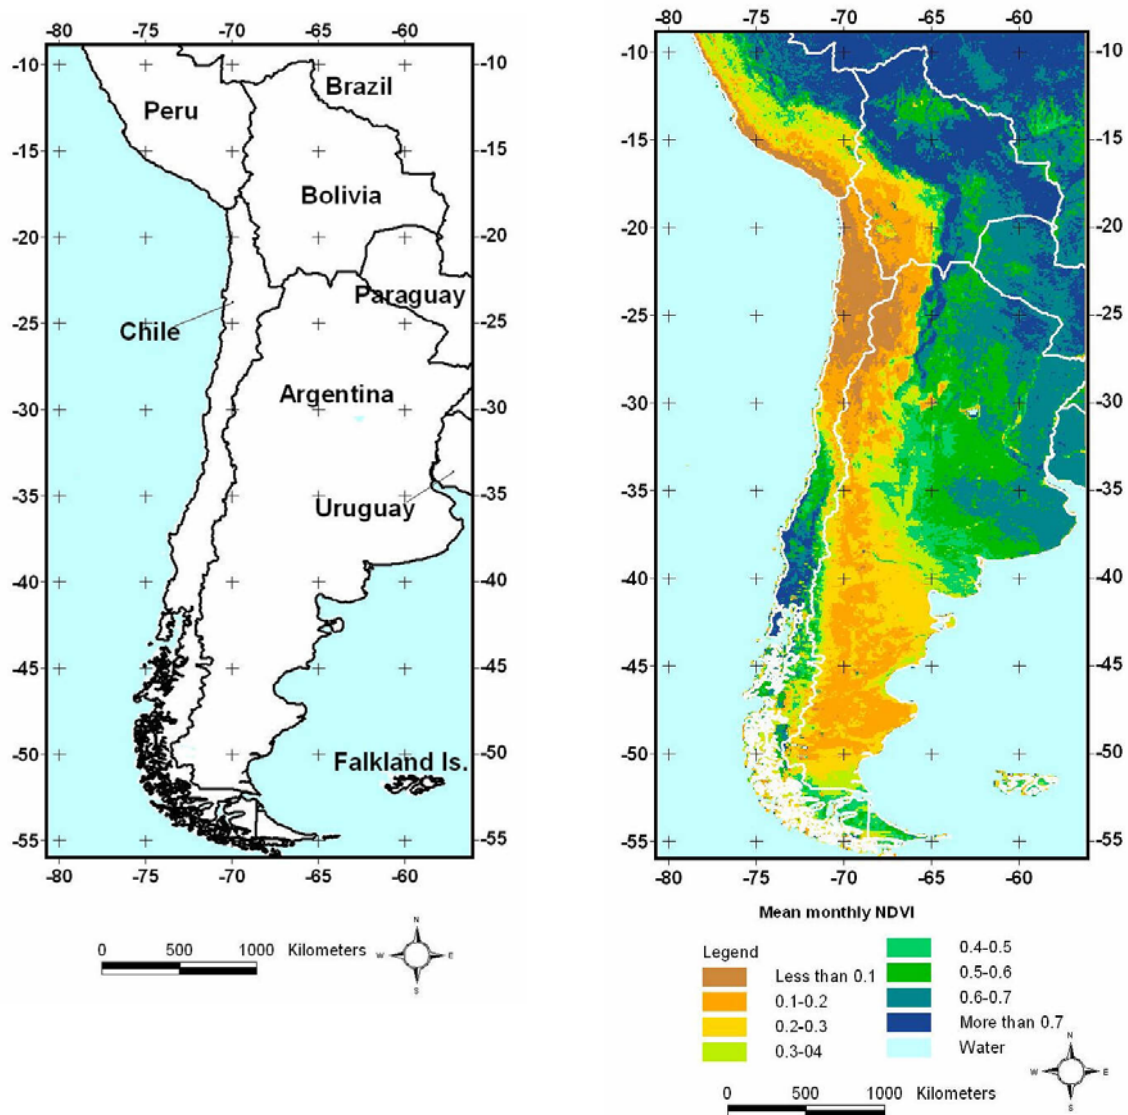 -80 -75 -70 -65 -60
-10 -10
Brazil
Peru
-15 -15
Bolivia
-20 -20
Paraguay
-25 -25
Chile
Argentina
-30 -30
-35 -35
Uruguay
-40 -40
-45 -45
-50 -50
Falkland Is.
-55 -55
-80 -75 -70 -65 -60
N
0 500 1000 Kilometers W E
S
-80 -75 -70 -65 -60
-10 -10
-15 -15
-20 -20
-25 -25
-30 -30
-35 -35
-40 -40
-45 -45
-50 -50
-55 -55
-80 -75 -70 -65 -60
Mean monthly NDVI
Legend
Less than 0.1
0.1-0.2
0.2-0.3
0.3-04
0.4-0.5
0.5-0.6
0.6-0.7
More than 0.7
Water
N
W E
S
0 500 1000 Kilometers